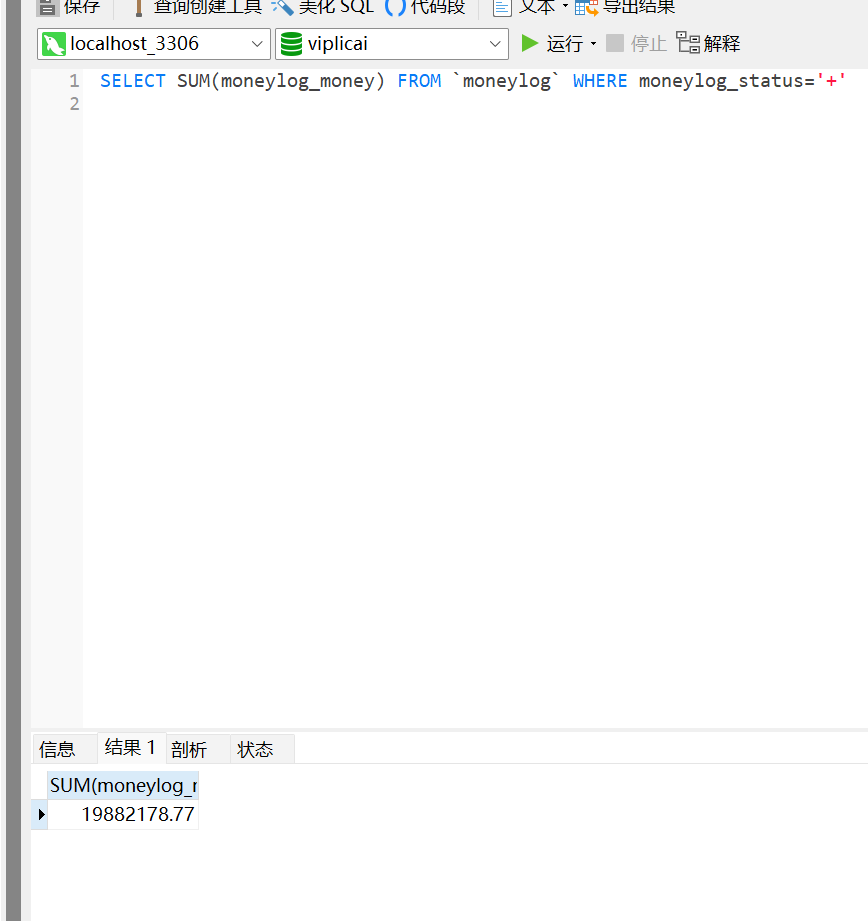 保存 查询创建工具 美化 SQL 代码段 文本 导出结果
localhost_3306 viplicai 运行 停止 解释
1 SELECT SUM(moneylog_money) FROM `moneylog` WHERE moneylog_status='+'
2
信息 结果 1 剖析 状态
SUM(moneylog_r
19882178.77